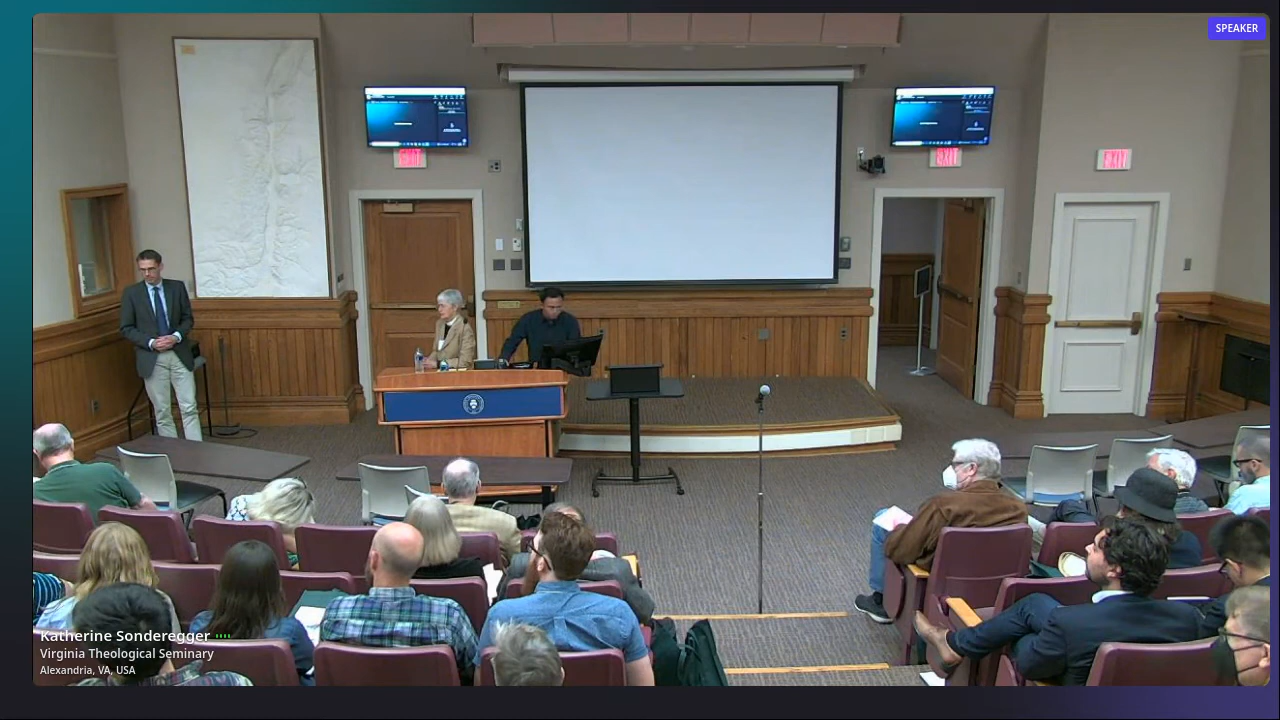 SPEAKER
EXIT
EXIT
EXIT
Katherine Sonderegger
Virginia Theological Seminary
Alexandria, VA, USA